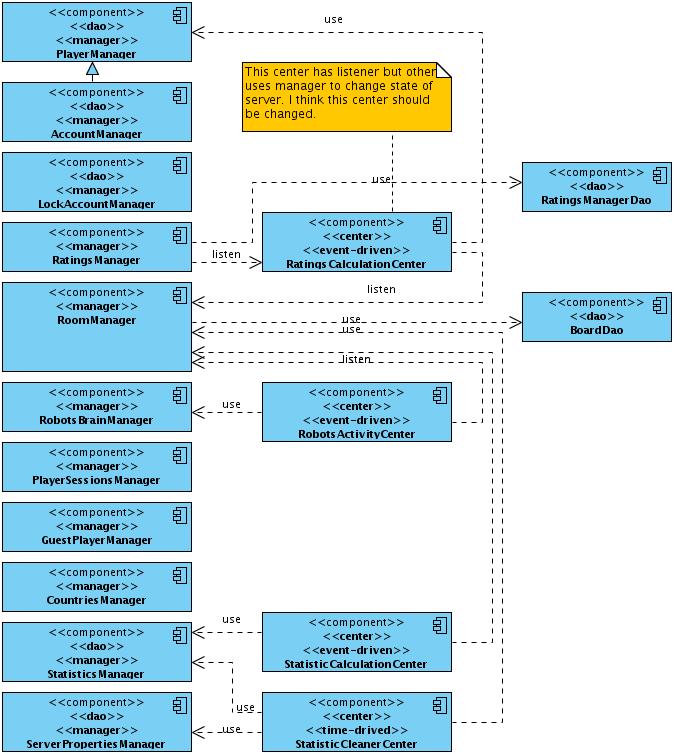 <<component>>
<<dao>>
<<manager>>
PlayerManager
use
This center has listener but other
uses manager to change state of
server. I think this center should
be changed.
<<component>>
<<dao>>
<<manager>>
AccountManager
<<component>>
<<dao>>
<<manager>>
LockAccountManager
use
<<component>>
<<dao>>
RatingsManagerDao
<<component>>
<<manager>>
RatingsManager
listen
<<component>>
<<center>>
<<event-drived>>
RatingsCalculationCenter
listen
<<component>>
<<manager>>
RoomManager
use
use
listen
<<component>>
<<dao>>
BoardDao
<<component>>
<<manager>>
RobotsBrainManager
use
<<component>>
<<center>>
<<event-drived>>
RobotsActivityCenter
<<component>>
<<manager>>
PlayerSessionsManager
<<component>>
<<manager>>
GuestPlayerManager
<<component>>
<<manager>>
CountriesManager
<<component>>
<<dao>>
<<manager>>
StatisticsManager
use
<<component>>
<<center>>
<<event-drived>>
StatisticCalculationCenter
<<component>>
<<dao>>
<<manager>>
ServerPropertiesManager
use
use
<<component>>
<<center>>
<<time-drived>>
StatisticCleanerCenter